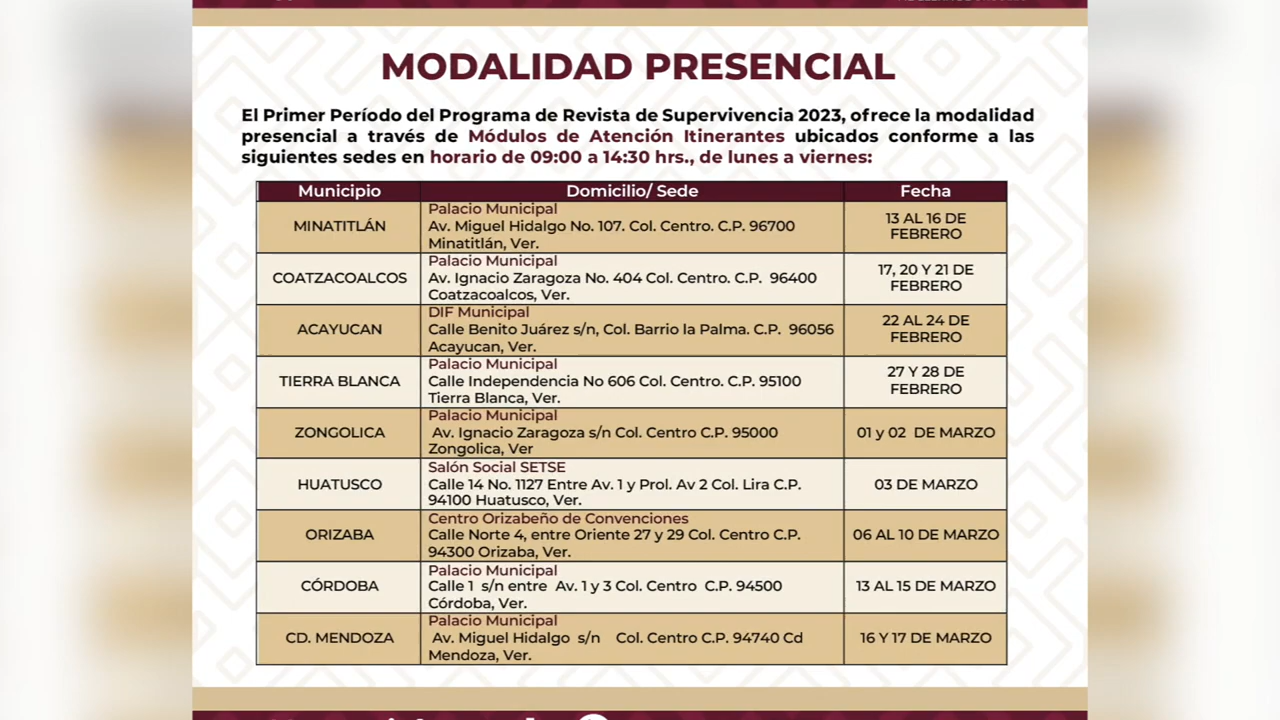 MODALIDAD PRESENCIAL
El Primer Período del Programa de Revista de Supervivencia 2023, ofrece la modalidad
presencial a través de Módulos de Atención Itinerantes ubicados conforme a las
siguientes sedes en horario de 09:00 a 14:30 hrs., de lunes a viernes:
Municipio Domicilio/ Sede Fecha
Palacio Municipal
MINATITLÁN Av. Miguel Hidalgo No. 107. Col. Centro. C.P. 96700 13 AL 16 DE
Minatitlán, Ver. FEBRERO
Palacio Municipal
COATZACOALCOS Av. Ignacio Zaragoza No. 404 Col. Centro. C.P. 96400 17, 20 Y 21 DE
Coatzacoalcos, Ver. FEBRERO
DIF Municipal
ACAYUCAN Calle Benito Juárez s/n, Col. Barrio la Palma. C.P. 96056 22 AL 24 DE
Acayucan, Ver. FEBRERO
Palacio Municipal
TIERRA BLANCA Calle Independencia No 606 Col. Centro. C.P. 95100 27 Y 28 DE
Tierra Blanca, Ver. FEBRERO
Palacio Municipal
ZONGOLICA Av. Ignacio Zaragoza s/n Col. Centro C.P. 95000 01 y 02 DE MARZO
Zongolica, Ver
Salón Social SETSE
HUATUSCO Calle 14 No. 1127 Entre Av. 1 y Prol. Av 2 Col. Lira C.P. 03 DE MARZO
94100 Huatusco, Ver.
Centro Orizabeño de Convenciones
ORIZABA Calle Norte 4, entre Oriente 27 y 29 Col. Centro C.P. 06 AL 10 DE MARZO
94300 Orizaba, Ver.
Palacio Municipal
CÓRDOBA Calle 1 s/n entre Av. 1 y 3 Col. Centro C.P. 94500 13 AL 15 DE MARZO
Córdoba, Ver.
Palacio Municipal
CD. MENDOZA Av. Miguel Hidalgo s/n Col. Centro C.P. 94740 Cd 16 Y 17 DE MARZO
Mendoza, Ver.